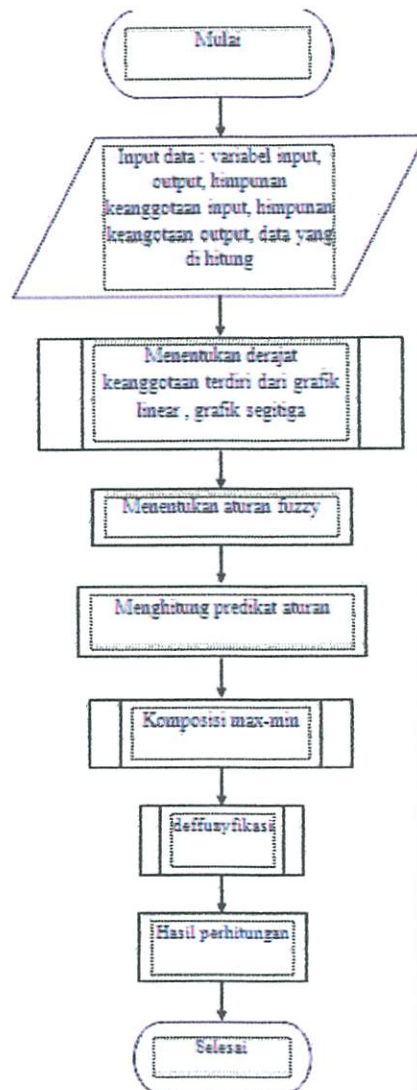 Mulai
Input data : variabel input,
output, himpunan
keanggotaan input, himpunan
keangotaan output, data yang
di hitung
Menentukan derajat
keanggotaan terdiri dari grafik
linear , grafik segitiga
Menentukan aturan fuzzy
Menghitung predikat aturan
Komposisi max-min
deffuzyfikasi
Hasil perhitungan
Selesai